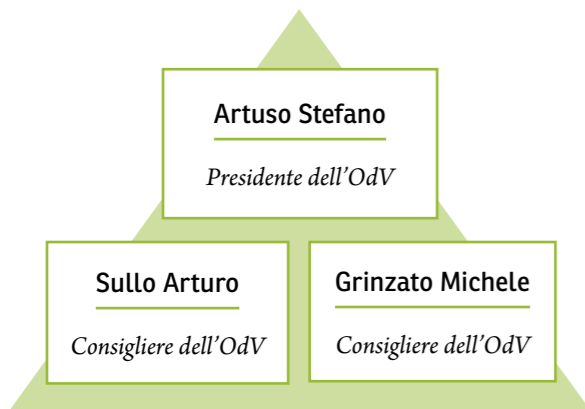 Artuso Stefano
Presidente dell’OdV
Sullo Arturo
Consigliere dell’OdV
Grinzato Michele
Consigliere dell’OdV